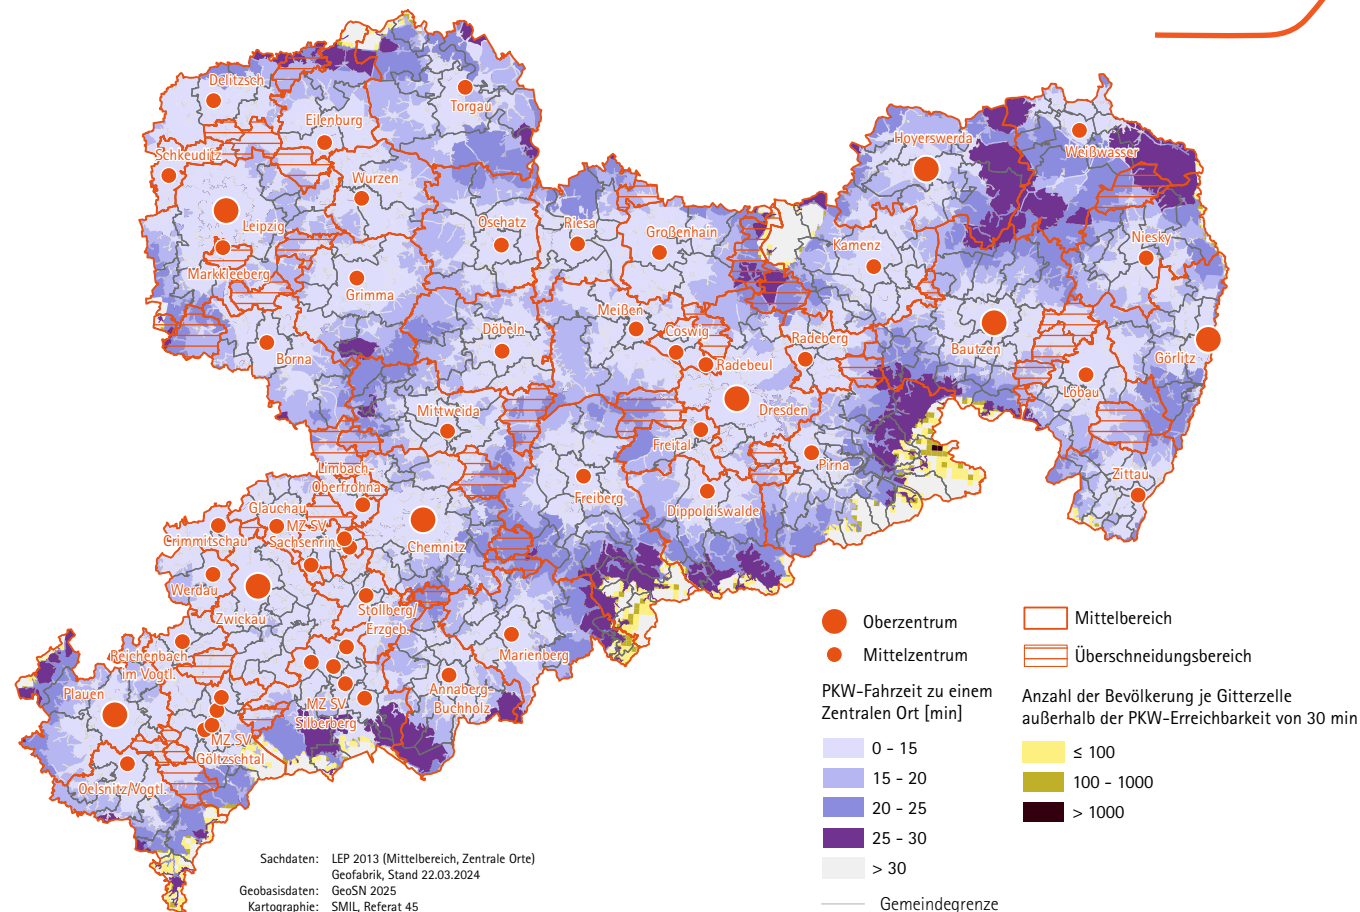 Delitzsch
Torgau
Eilenburg
Hoyerswerda
Weißwasser
Schkeuditz
Wurzen
Leipzig
Oschatz
Riesa
Großenhain
Kamenz
Niesky
Markkleeberg
Grimma
Meißen
Coswig
Radeberg
Döbeln
Borna
Radebeul
Bautzen
Görlitz
Löbau
Mittweida
Dresden
Freital
Pirna
Zittau
Limbach-
Oberfrohna
Freiberg
Dippoldiswalde
Glauchau
MZ SV
Sachsenring
Crimmitschau
Chemnitz
Werdau
Zwickau
Stollberg/
Erzgeb.
Reichenbach
im Vogtl.
Marienberg
Plauen
Annaberg-
Buchholz
MZ SV
Silberberg
MZ SV
Göltzschtal
Oelsnitz/Vogtl.
Oberzentrum
Mittelzentrum
Mittelbereich
Überschneidungsbereich
PKW-Fahrzeit zu einem
Zentralen Ort [min]
0 - 15
15 - 20
20 - 25
25 - 30
> 30
Gemeindegrenze
Anzahl der Bevölkerung je Gitterzelle
außerhalb der PKW-Erreichbarkeit von 30 min
≤ 100
100 - 1000
> 1000
Sachdaten: LEP 2013 (Mittelbereich, Zentrale Orte)
Geofabrik, Stand 22.03.2024
Geobasisdaten: GeoSN 2025
Kartographie: SMIL, Referat 45